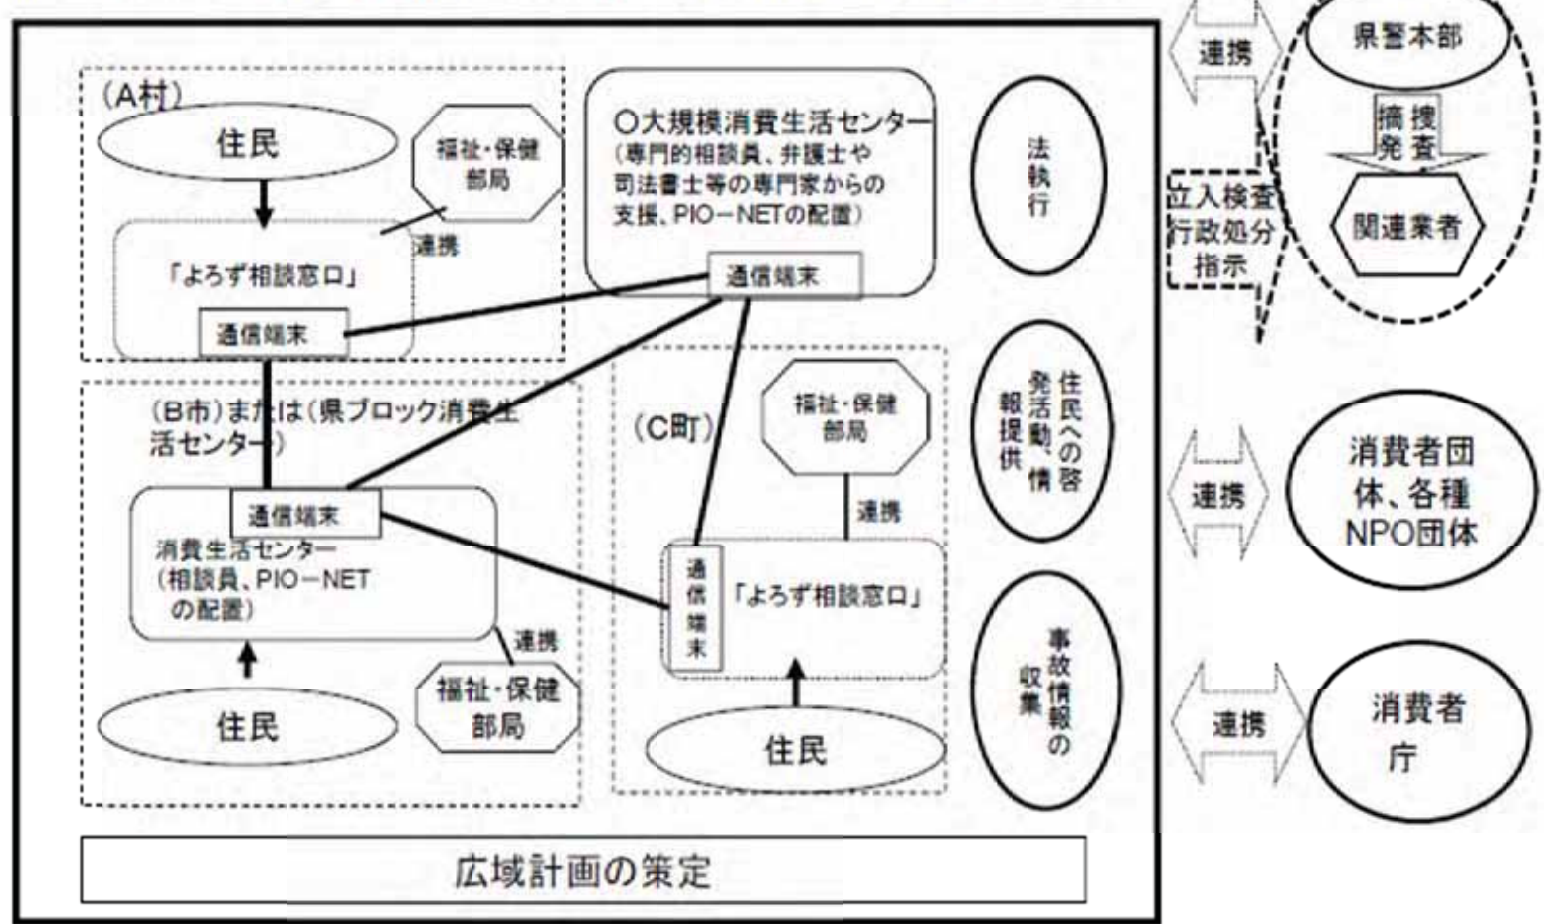 (A村)
住民
福祉・保健
部局
連携
「よろず相談窓口」
通信端末
○大規模消費生活センター
(専門的相談員、弁護士や
司法書士等の専門家からの
支援、PIO-NETの配置)
通信端末
(B市)または(県ブロック消費生
活センター)
通信端末
消費生活センター
(相談員、PIO-NET
の配置)
連携
福祉・保健
部局
住民
(C町)
福祉・保健
部局
連携
通信端末
「よろず相談窓口」
住民
法執行
住民への啓
発活動、情
報提供
事故情報の
収集
広域計画の策定
連携
県警本部
摘 捜
発 査
関連業者
立入検査
行政処分
指示
連携
消費者団
体、各種
NPO団体
連携
消費者
庁